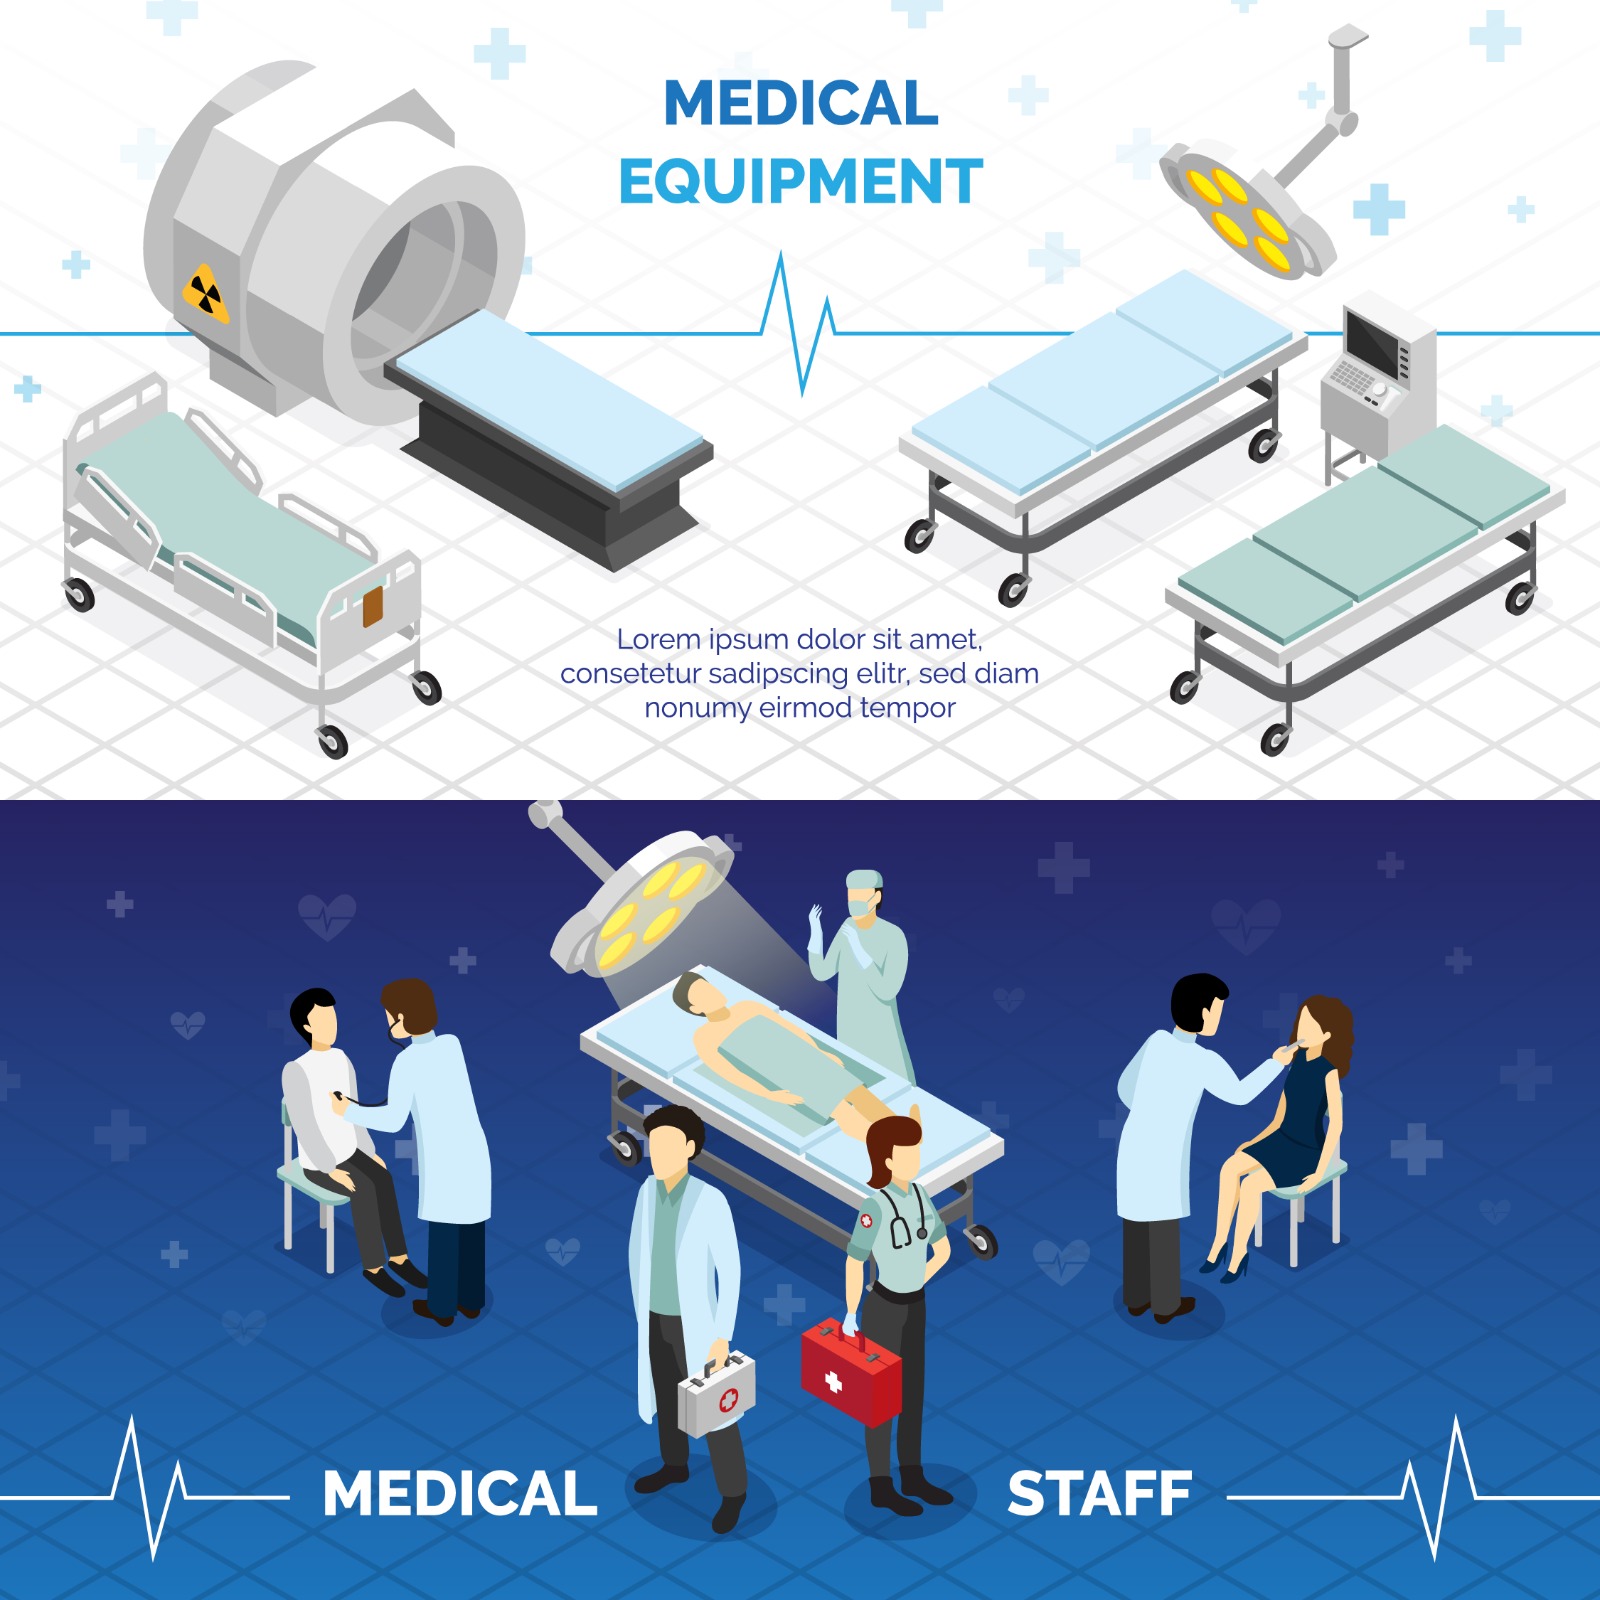 MEDICAL
EQUIPMENT
Lorem ipsum dolor sit amet,
consetetur sadipscing elitr, sed diam
nonumy eirmod tempor
MEDICAL STAFF